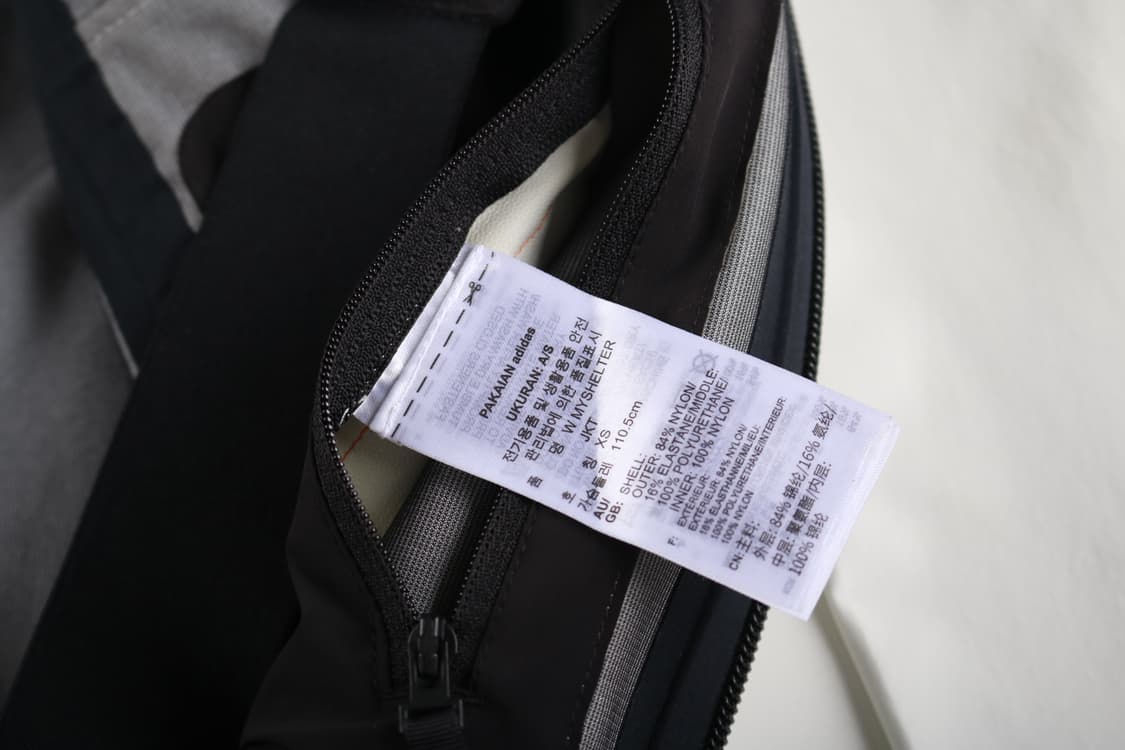 PAKAIAN adidas
UKURAN: A/S
전기용품 및 생활용품 안전
관리법에 의한 품질표시
품 명 W MYSHELTER
JKT
호 칭 XS
가슴둘레 110.5cm
AU/ SHELL:
GB: OUTER: 84% NYLON/
16% ELASTANE/MIDDLE:
100% POLYURETHANE/
INNER: 100% NYLON
F: EXTERIEUR: 84% NYLON/
16% ELASTHANNE/MILIEU:
100% POLYURETHANE/INTERIEUR:
100% NYLON
CN: 主料:
外层: 84% 锦纶/16% 氨纶/
中层: 聚氨酯/内层:
100% 锦纶